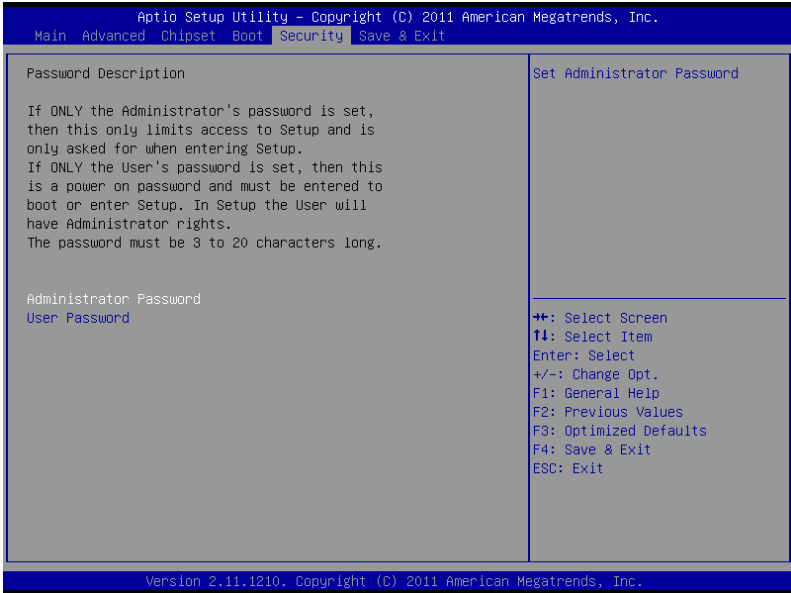 Aptio Setup Utility – Copyright (C) 2011 American Megatrends, Inc.
Main Advanced Chipset Boot Security Save & Exit
Password Description
If ONLY the Administrator's password is set,
then this only limits access to Setup and is
only asked for when entering Setup.
If ONLY the User's password is set, then this
is a power on password and must be entered to
boot or enter Setup. In Setup the User will
have Administrator rights.
The password must be 3 to 20 characters long.
Administrator Password
User Password
Set Administrator Password
→←: Select Screen
↑↓: Select Item
Enter: Select
+/-: Change Opt.
F1: General Help
F2: Previous Values
F3: Optimized Defaults
F4: Save & Exit
ESC: Exit
Version 2.11.1210. Copyright (C) 2011 American Megatrends, Inc.